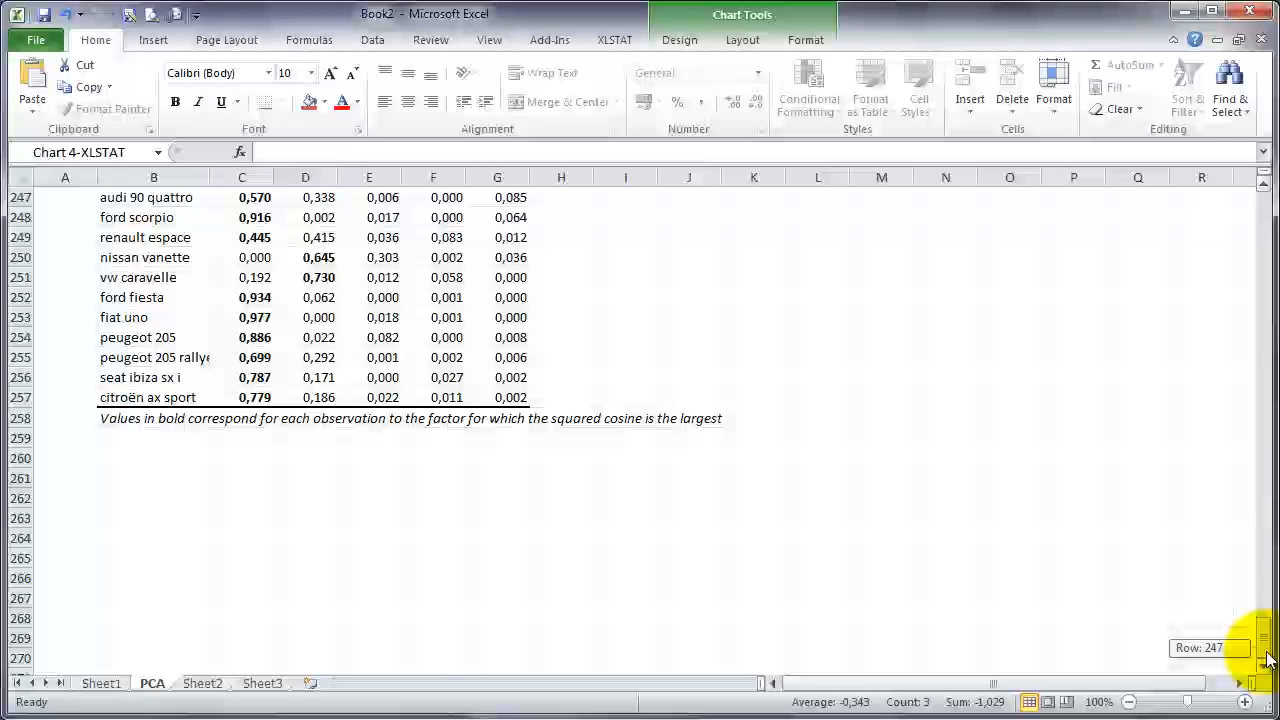 Book2 - Microsoft Excel
Chart Tools
File Home Insert Page Layout Formulas Data Review View Add-Ins XLSTAT Design Layout Format
Paste
Cut
Copy
Format Painter
Clipboard
Calibri (Body) 10
B I U
Font
Wrap Text
Merge & Center
Alignment
General
%
Number
Conditional Formatting
Format as Table
Cell Styles
Styles
Insert Delete Format
Cells
AutoSum
Fill
Clear
Sort & Filter
Find & Select
Editing
Chart 4-XLSTAT fx
A B C D E F G H I J K L M N O P Q R
247 audi 90 quattro 0,570 0,338 0,006 0,000 0,085
248 ford scorpio 0,916 0,002 0,017 0,000 0,064
249 renault espace 0,445 0,415 0,036 0,083 0,012
250 nissan vanette 0,000 0,645 0,303 0,002 0,036
251 vw caravelle 0,192 0,730 0,012 0,058 0,000
252 ford fiesta 0,934 0,062 0,000 0,001 0,000
253 fiat uno 0,977 0,000 0,018 0,001 0,000
254 peugeot 205 0,886 0,022 0,082 0,000 0,008
255 peugeot 205 rallye 0,699 0,292 0,001 0,002 0,006
256 seat ibiza sx i 0,787 0,171 0,000 0,027 0,002
257 citroën ax sport 0,779 0,186 0,022 0,011 0,002
258 Values in bold correspond for each observation to the factor for which the squared cosine is the largest
259
260
261
262
263
264
265
266
267
268
269
270
Row: 247
Sheet1 PCA Sheet2 Sheet3
Ready Average: -0,343 Count: 3 Sum: -1,029 100%